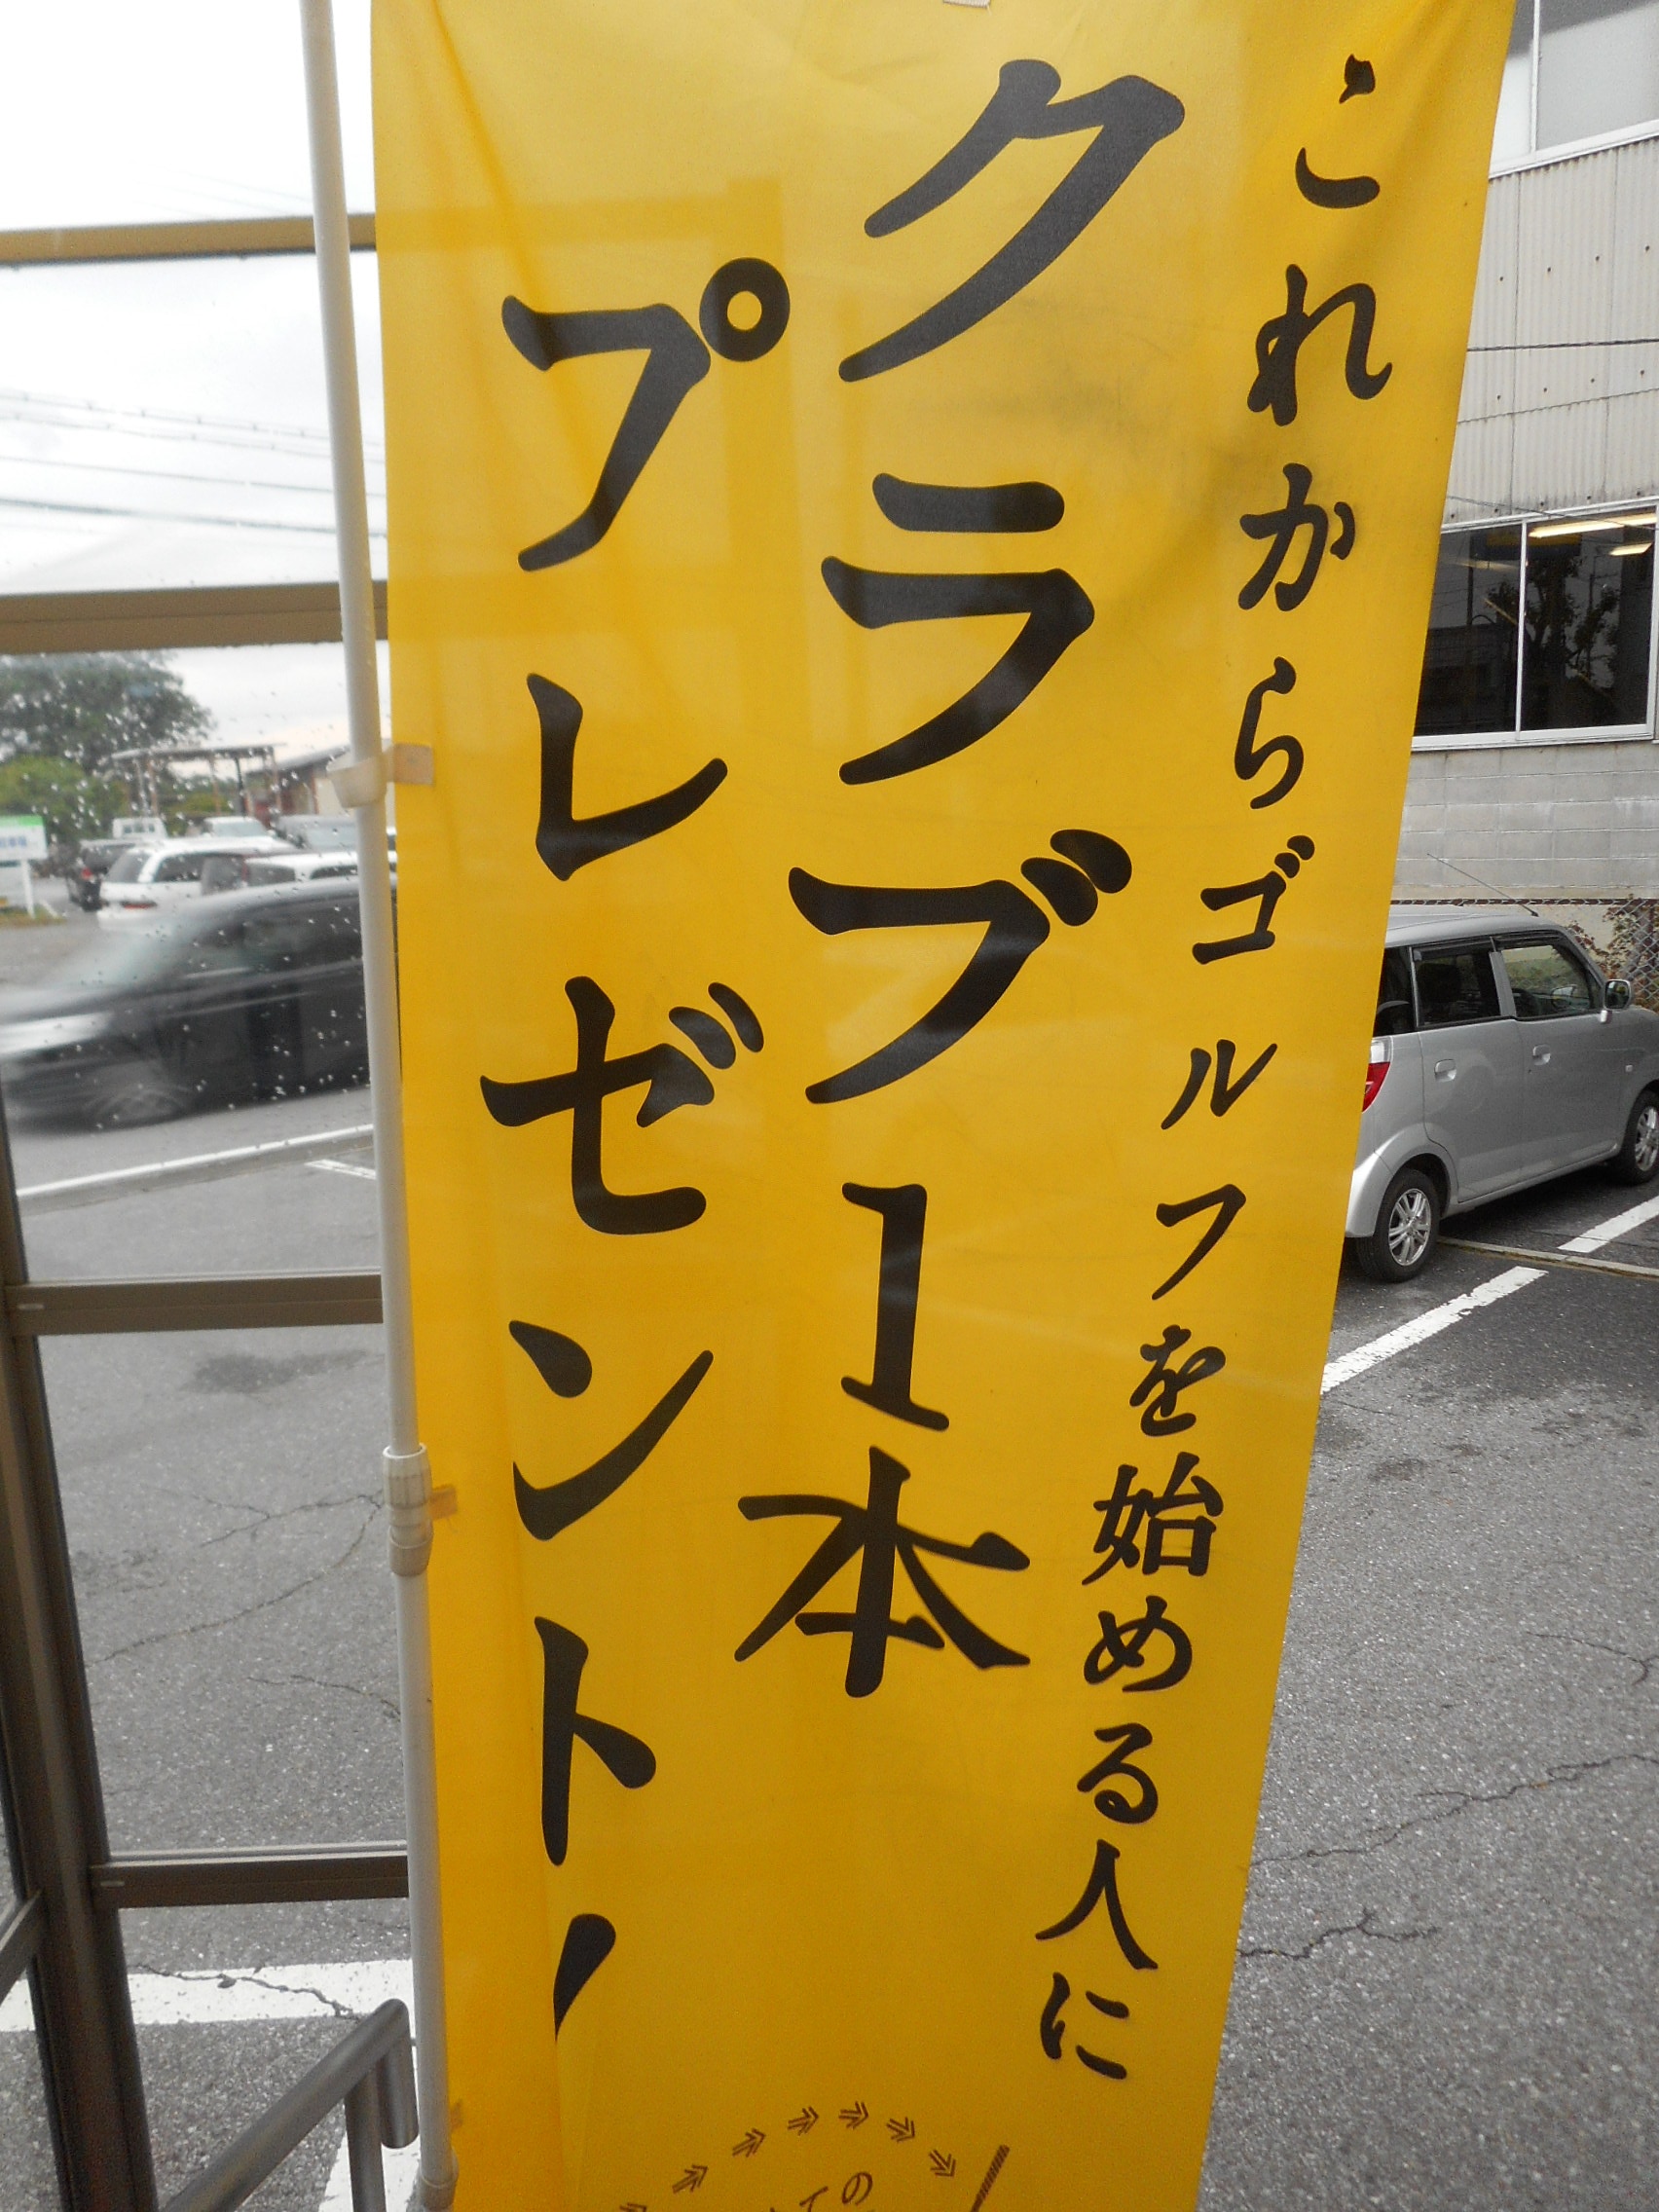 これからゴルフを始める人に
クラブ1本
プレゼント!